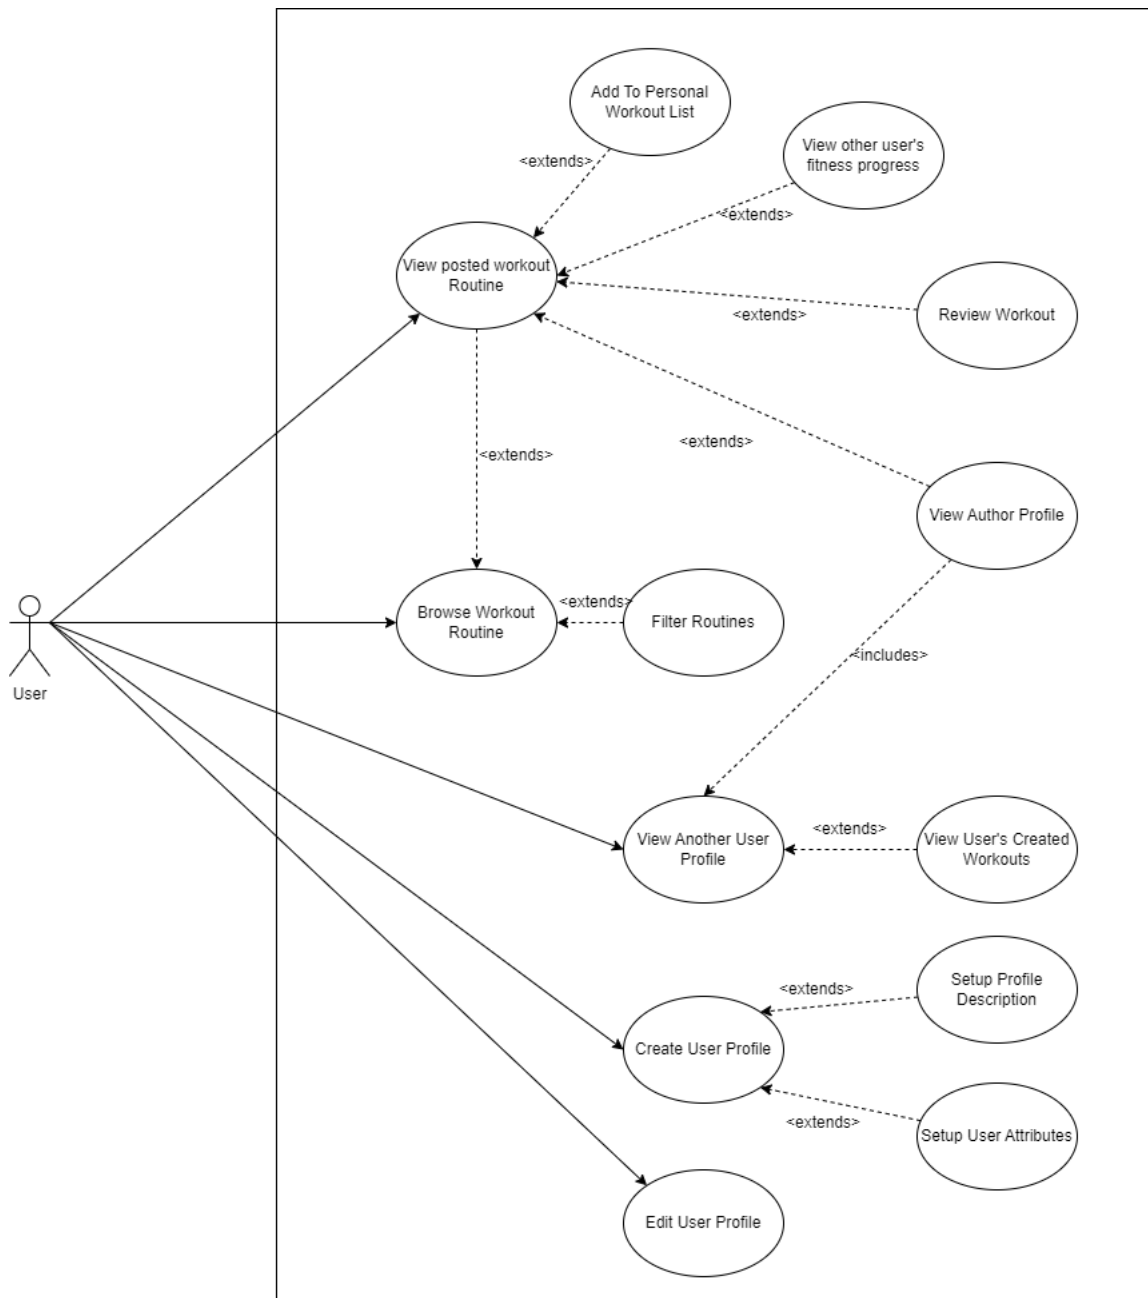 Add To Personal
Workout List
View other user's
fitness progress
<extends>
<extends>
View posted workout
Routine
<extends>
Review Workout
<extends>
<extends>
View Author Profile
Browse Workout
Routine
<extends>
Filter Routines
<includes>
User
View Another User
Profile
<extends>
View User's Created
Workouts
Setup Profile
Description
<extends>
Create User Profile
<extends>
Setup User Attributes
Edit User Profile